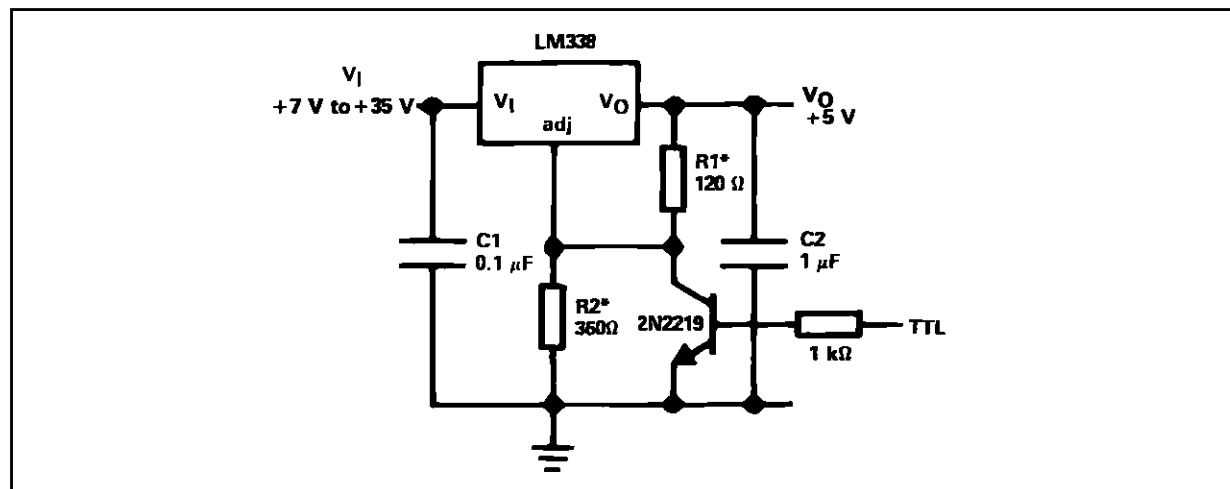 LM338
VI
+7 V to +35 V
VI
VO
adj
VO
+5 V
R1*
120 Ω
C1
0.1 μF
C2
1 μF
R2*
360Ω
2N2219
TTL
1 kΩ